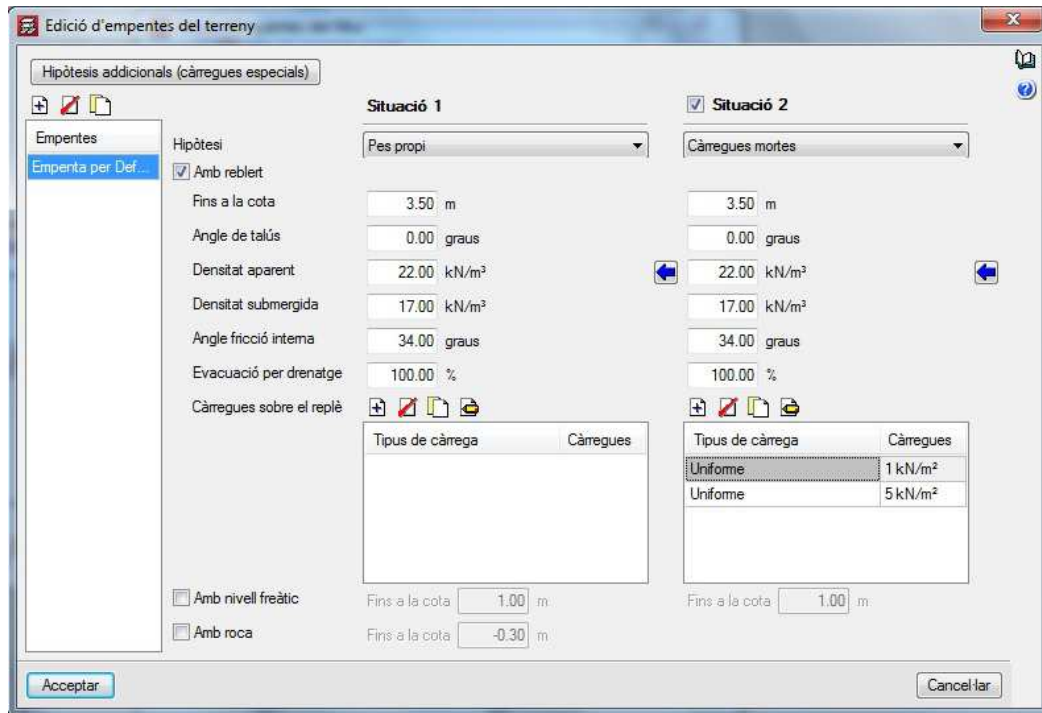 Edició d'empentes del terreny
Hipòtesis addicionals (càrregues especials)
Situació 1
Situació 2
Empentes
Empenta per Def...
Hipòtesi
Pes propi
Càrregues mortes
Amb reblert
Fins a la cota 3.50 m 3.50 m
Angle de talús 0.00 graus 0.00 graus
Densitat aparent 22.00 kN/m³ 22.00 kN/m³
Densitat submergida 17.00 kN/m³ 17.00 kN/m³
Angle fricció interna 34.00 graus 34.00 graus
Evacuació per drenatge 100.00 % 100.00 %
Càrregues sobre el replè
Tipus de càrrega Càrregues
Tipus de càrrega Càrregues
Uniforme 1 kN/m²
Uniforme 5 kN/m²
Amb nivell freàtic Fins a la cota 1.00 m Fins a la cota 1.00 m
Amb roca Fins a la cota -0.30 m
Acceptar
Cancel·lar